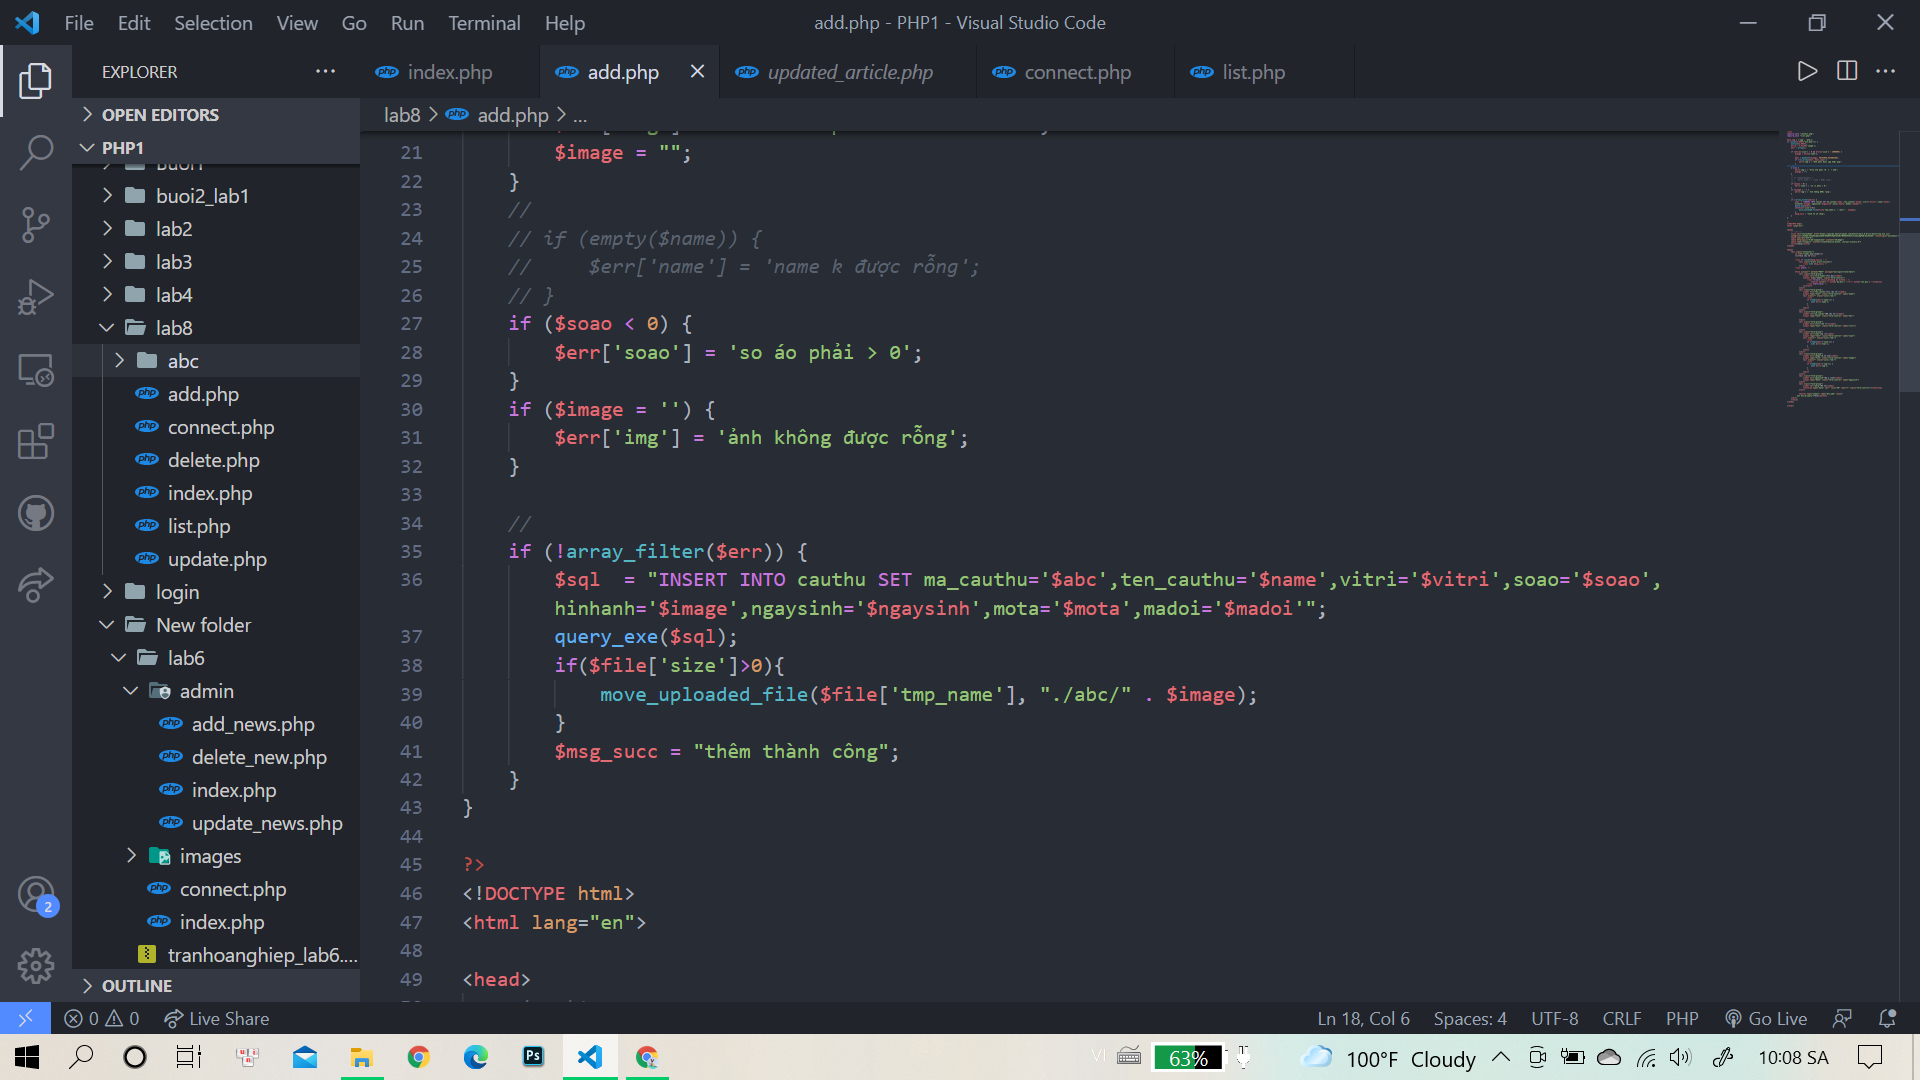 File Edit Selection View Go Run Terminal Help
add.php - PHP1 - Visual Studio Code
EXPLORER
index.php
add.php
updated_article.php
connect.php
list.php
OPEN EDITORS
PHP1
buoi2_lab1
lab2
lab3
lab4
lab8
abc
add.php
connect.php
delete.php
index.php
list.php
update.php
login
New folder
lab6
admin
add_news.php
delete_new.php
index.php
update_news.php
images
connect.php
index.php
tranhoanghiep_lab6....
OUTLINE
lab8 > add.php > ...
21 $image = "";
22 }
23 //
24 // if (empty($name)) {
25 //     $err['name'] = 'name k được rỗng';
26 // }
27 if ($soao < 0) {
28 $err['soao'] = 'so áo phải > 0';
29 }
30 if ($image = '') {
31 $err['img'] = 'ảnh không được rỗng';
32 }
33
34 //
35 if (!array_filter($err)) {
36 $sql  = "INSERT INTO cauthu SET ma_cauthu='$abc',ten_cauthu='$name',vitri='$vitri',soao='$soao',
hinhanh='$image',ngaysinh='$ngaysinh',mota='$mota',madoi='$madoi'";
37 query_exe($sql);
38 if($file['size']>0){
39 move_uploaded_file($file['tmp_name'], "./abc/" . $image);
40 }
41 $msg_succ = "thêm thành công";
42 }
43 }
44
45 ?>
46 <!DOCTYPE html>
47 <html lang="en">
48
49 <head>
2
0 0 Live Share
Ln 18, Col 6 Spaces: 4 UTF-8 CRLF PHP Go Live
Ps
VI
63%
100°F Cloudy
10:08 SA